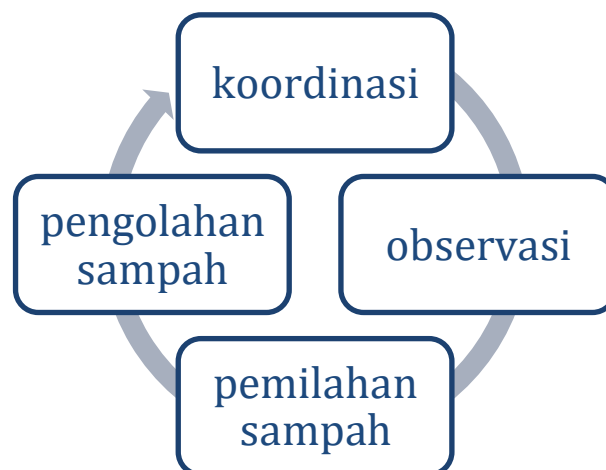 koordinasi
observasi
pemilahan
sampah
pengolahan
sampah